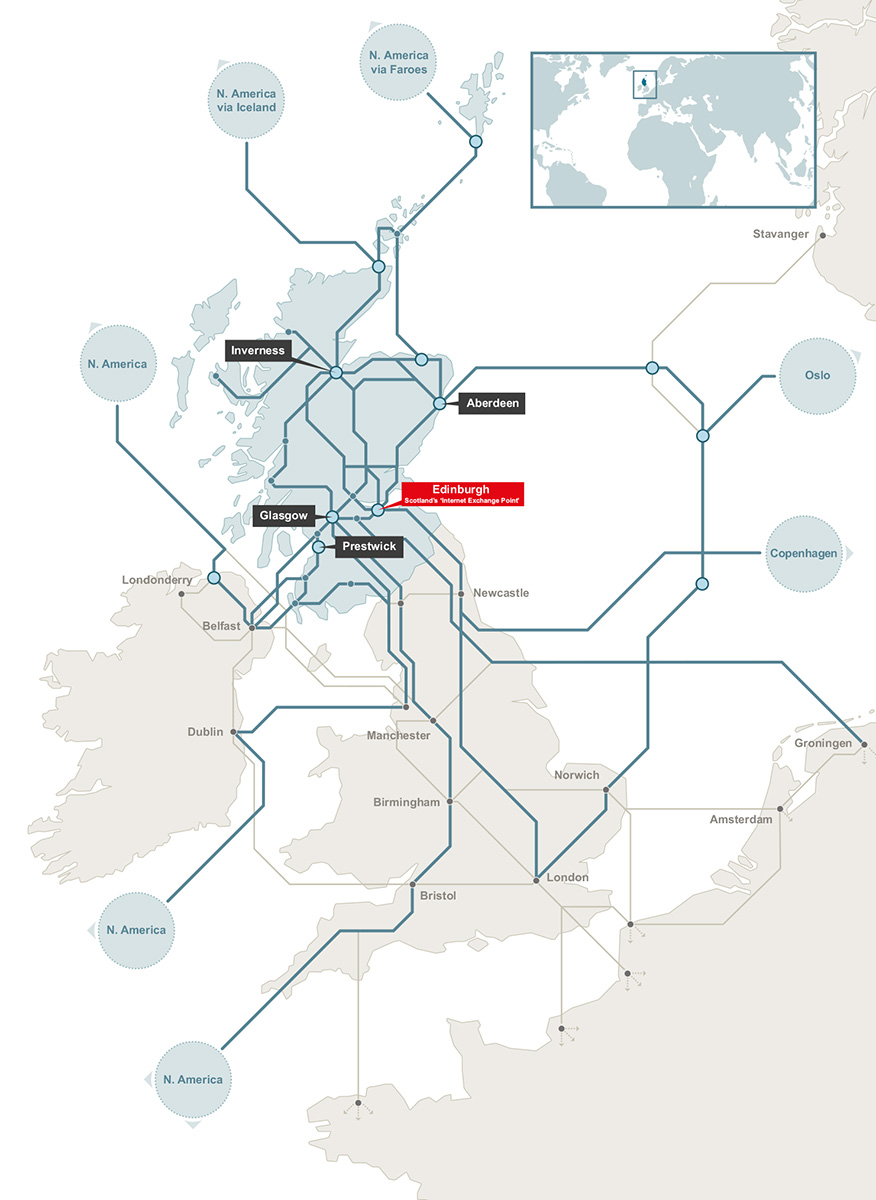 N. America
via Faroes
N. America
via Iceland
Stavanger
Inverness
N. America
Oslo
Aberdeen
Edinburgh
Scotland's 'Internet Exchange Point'
Glasgow
Prestwick
Copenhagen
Londonderry
Newcastle
Belfast
Dublin
Manchester
Groningen
Norwich
Birmingham
Amsterdam
London
Bristol
N. America
N. America